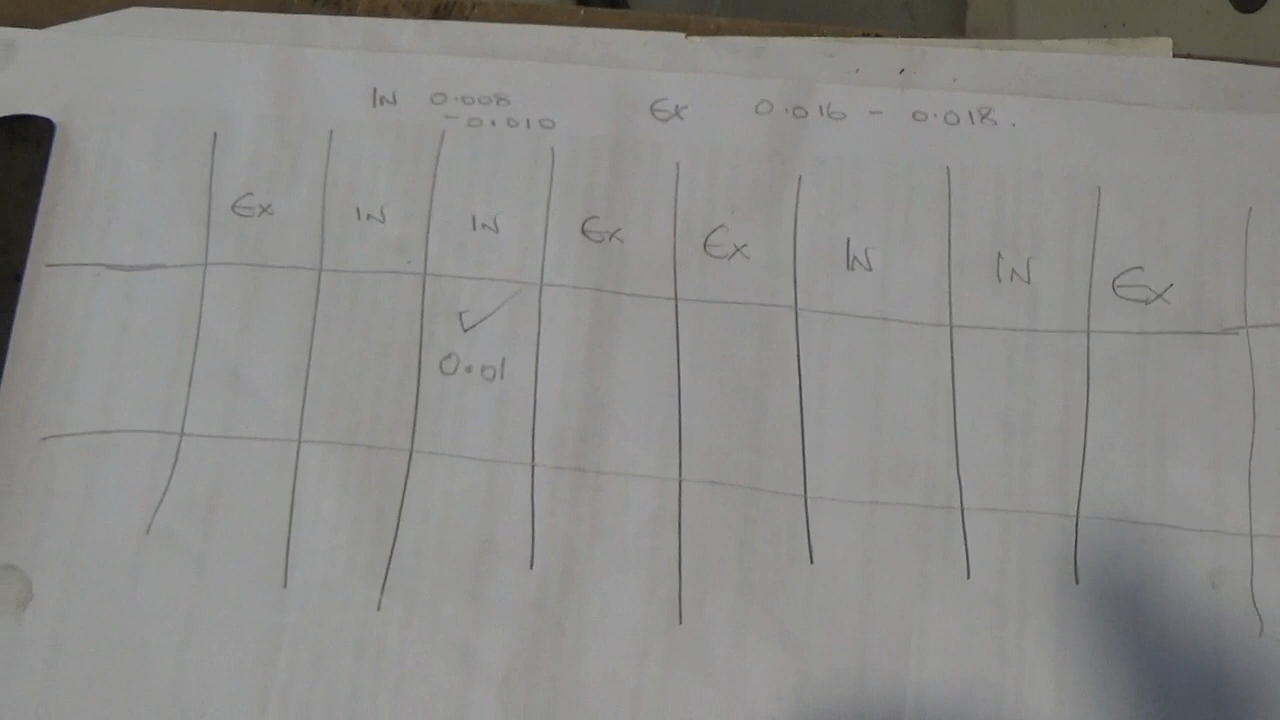 IN 0.008 Ex 0.016 - 0.018.
-0.010
Ex IN IN Ex Ex IN IN Ex
✓
0.01